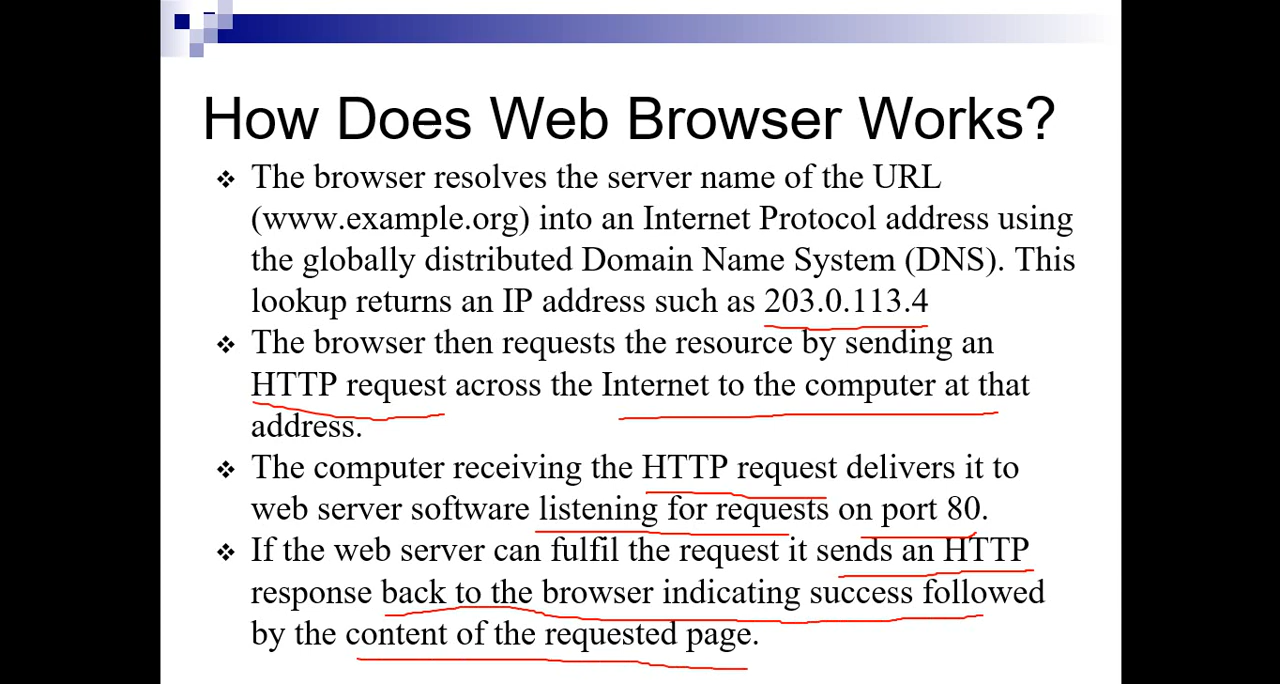 How Does Web Browser Works?
The browser resolves the server name of the URL
(www.example.org) into an Internet Protocol address using
the globally distributed Domain Name System (DNS). This
lookup returns an IP address such as 203.0.113.4
The browser then requests the resource by sending an
HTTP request across the Internet to the computer at that
address.
The computer receiving the HTTP request delivers it to
web server software listening for requests on port 80.
If the web server can fulfil the request it sends an HTTP
response back to the browser indicating success followed
by the content of the requested page.